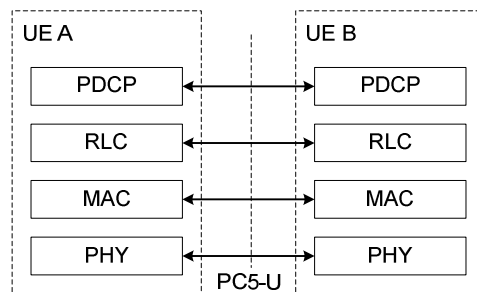 UE A UE B
PDCP PDCP
RLC RLC
MAC MAC
PHY PHY
PC5-U